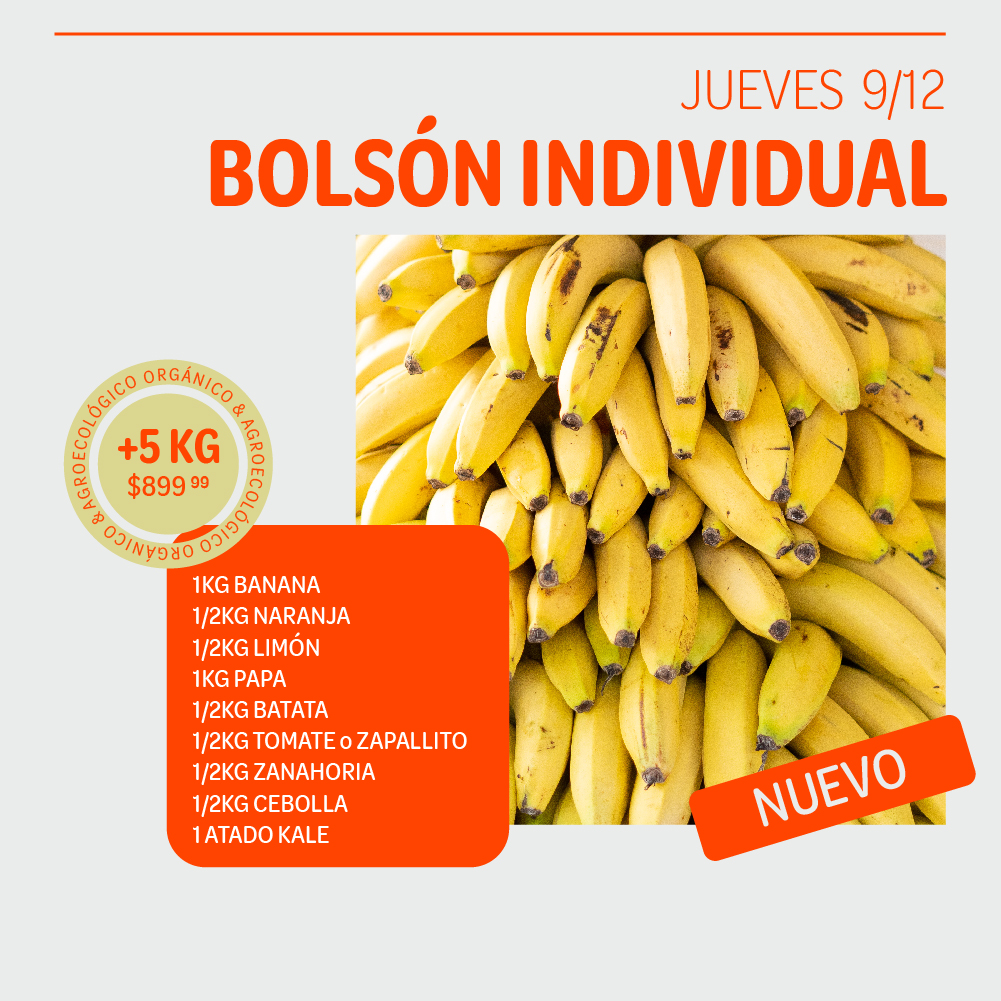 JUEVES 9/12
BOLSÓN INDIVIDUAL
AGROECOLÓGICO ORGÁNICO & AGROECOLÓGICO ORGÁNICO &
+5 KG
$899 99
1KG BANANA
1/2KG NARANJA
1/2KG LIMÓN
1KG PAPA
1/2KG BATATA
1/2KG TOMATE o ZAPALLITO
1/2KG ZANAHORIA
1/2KG CEBOLLA
1 ATADO KALE
NUEVO